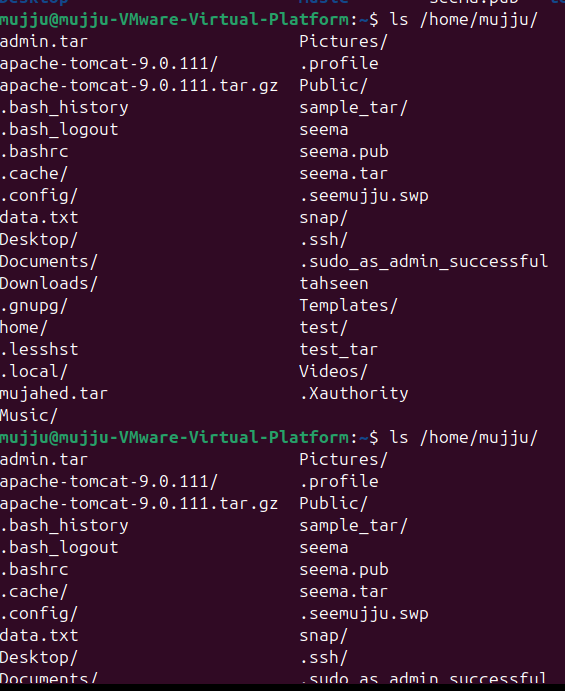 mujju@mujju-VMware-Virtual-Platform:~$ ls /home/mujju/
admin.tar Pictures/
apache-tomcat-9.0.111/ .profile
apache-tomcat-9.0.111.tar.gz Public/
.bash_history sample_tar/
.bash_logout seema
.bashrc seema.pub
.cache/ seema.tar
.config/ .seemujju.swp
data.txt snap/
Desktop/ .ssh/
Documents/ .sudo_as_admin_successful
Downloads/ tahseen
.gnupg/ Templates/
home/ test/
.lesshst test_tar
.local/ Videos/
mujahed.tar .Xauthority
Music/
mujju@mujju-VMware-Virtual-Platform:~$ ls /home/mujju/
admin.tar Pictures/
apache-tomcat-9.0.111/ .profile
apache-tomcat-9.0.111.tar.gz Public/
.bash_history sample_tar/
.bash_logout seema
.bashrc seema.pub
.cache/ seema.tar
.config/ .seemujju.swp
data.txt snap/
Desktop/ .ssh/
Documents/ .sudo_as_admin_successful